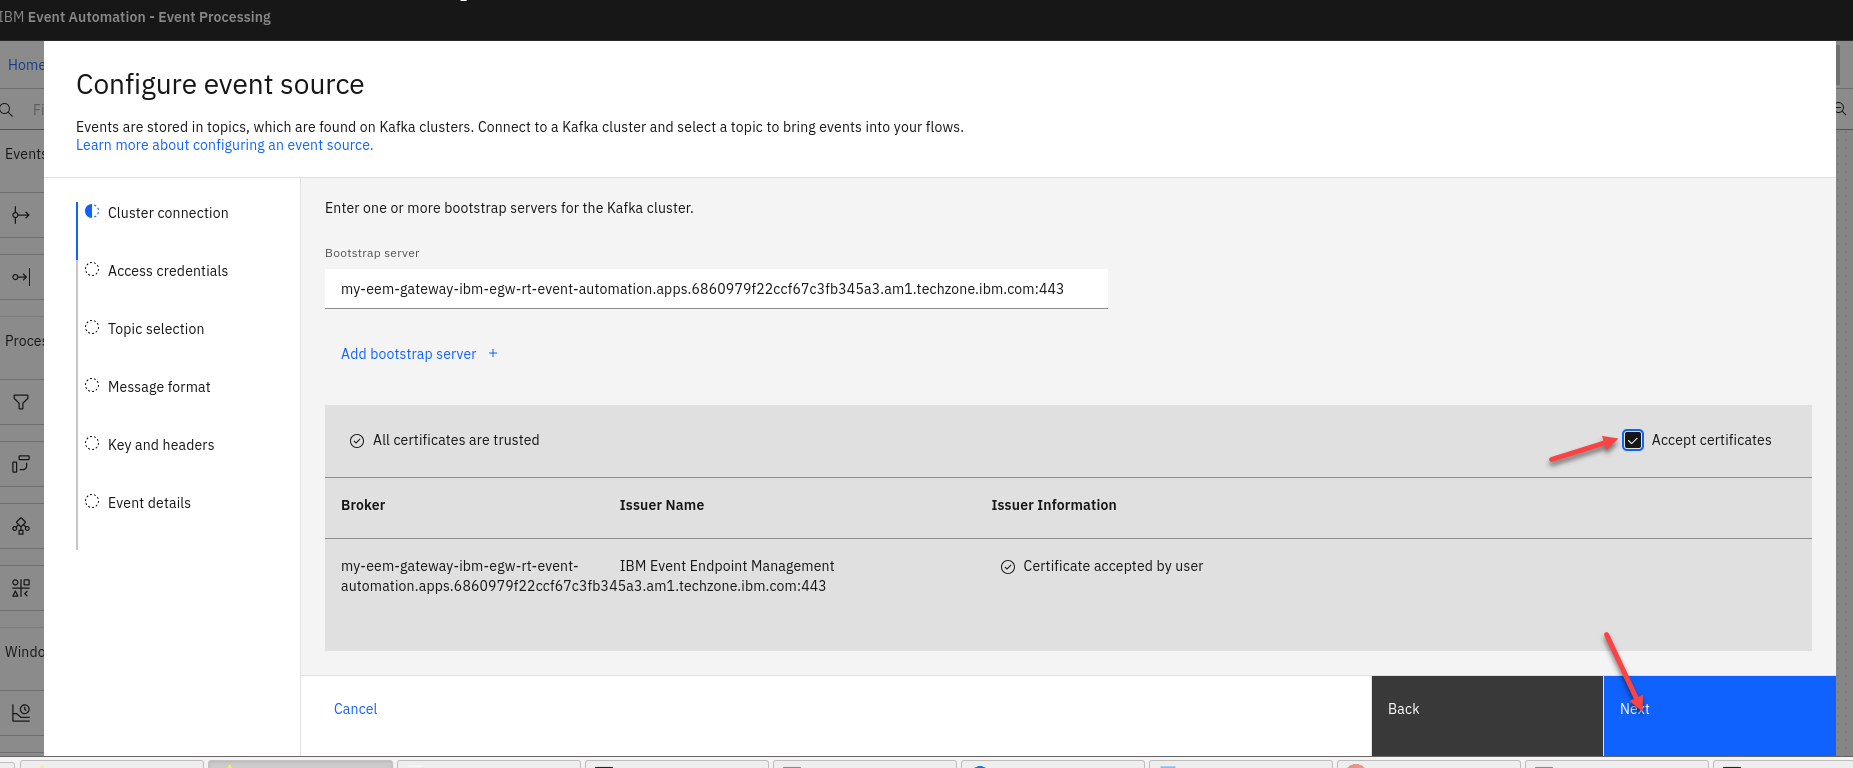 IBM Event Automation - Event Processing
Home
Configure event source
Fi
Events are stored in topics, which are found on Kafka clusters. Connect to a Kafka cluster and select a topic to bring events into your flows.
Learn more about configuring an event source.
Events
Cluster connection
Access credentials
Topic selection
Message format
Key and headers
Event details
Proces
Windo
Enter one or more bootstrap servers for the Kafka cluster.
Bootstrap server
my-eem-gateway-ibm-egw-rt-event-automation.apps.6860979f22ccf67c3fb345a3.am1.techzone.ibm.com:443
Add bootstrap server +
All certificates are trusted
Accept certificates
Broker Issuer Name Issuer Information
my-eem-gateway-ibm-egw-rt-event- IBM Event Endpoint Management Certificate accepted by user
automation.apps.6860979f22ccf67c3fb345a3.am1.techzone.ibm.com:443
Cancel
Back
Next